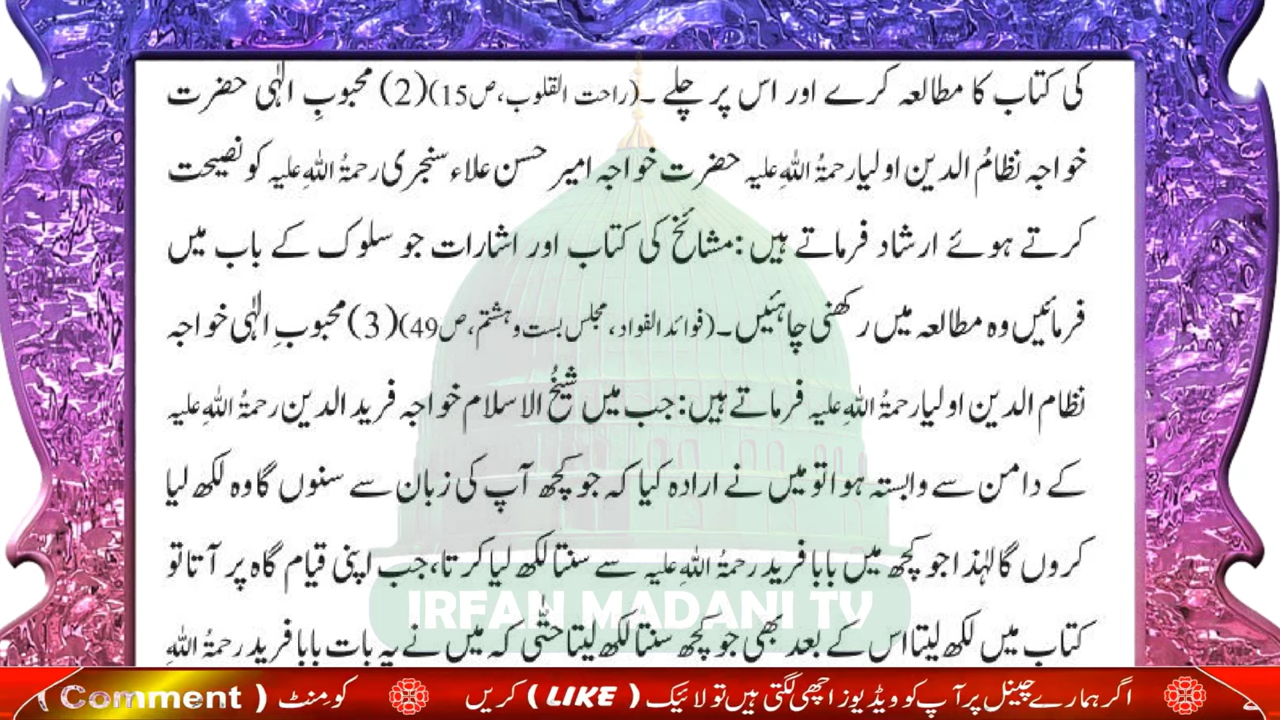 کی کتاب کا مطالعہ کرے اور اس پر چلے۔(راحت القلوب،ص15)(2) محبوبِ الٰہی حضرت
خواجہ نظامُ الدین اولیا رحمۃُ اللہِ علیہ حضرت خواجہ امیر حسن علاء سنجری رحمۃُ اللہِ علیہ کو نصیحت
کرتے ہوئے ارشاد فرماتے ہیں:مشائخ کی کتاب اور اشارات جو سلوک کے باب میں
فرمائیں وہ مطالعہ میں رکھنی چاہئیں۔(فوائد الفواد، مجلس بست و ہشتم،ص49)(3)محبوبِ الٰہی خواجہ
نظام الدین اولیا رحمۃُ اللہِ علیہ فرماتے ہیں:جب میں شیخُ الاسلام خواجہ فرید الدین رحمۃُ اللہِ علیہ
کے دامن سے وابستہ ہوا تو میں نے ارادہ کیا کہ جو کچھ آپ کی زبان سے سنوں گا وہ لکھ لیا
کروں گا لہٰذا جو کچھ میں بابا فرید رحمۃُ اللہِ علیہ سے سنتا لکھ لیا کرتا،جب اپنی قیام گاہ پر آتا تو
کتاب میں لکھ لیتا اس کے بعد بھی جو کچھ سنتا لکھ لیتا حتّٰی کہ میں نے یہ بات بابا فرید رحمۃُ اللہِ
IRFAN MADANI TV
اگر ہمارے چینل پر آپ کو ویڈیوز اچھی لگتی ہیں تو لائیک ( LIKE ) کریں کومنٹ ( Comment )